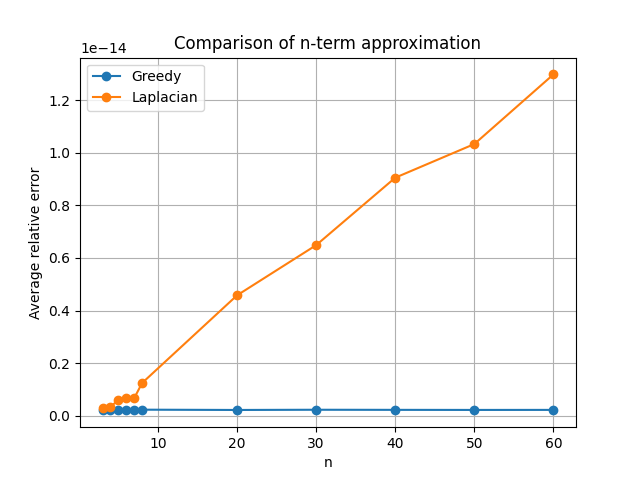 Comparison of n-term approximation
1e−14
Greedy
Laplacian
1.2
1.0
0.8
0.6
0.4
0.2
0.0
Average relative error
10 20 30 40 50 60
n